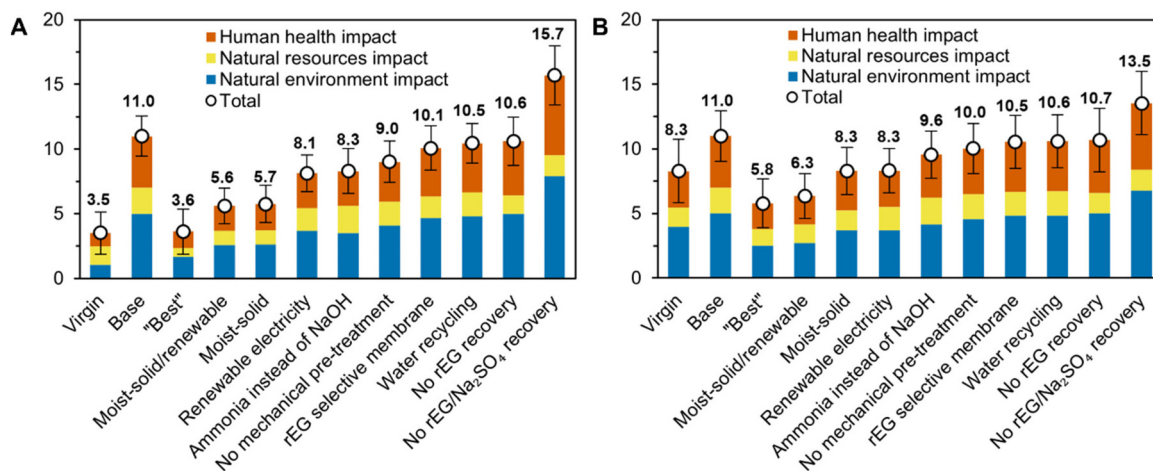 A
20
15
10
5
0
Human health impact
Natural resources impact
Natural environment impact
Total
3.5
11.0
3.6
5.6
5.7
8.1
8.3
9.0
10.1
10.5
10.6
15.7
Virgin
Base
"Best"
Moist-solid/renewable
Moist-solid
Renewable electricity
Ammonia instead of NaOH
No mechanical pre-treatment
rEG selective membrane
Water recycling
No rEG recovery
No rEG/Na₂SO₄ recovery
B
20
15
10
5
0
Human health impact
Natural resources impact
Natural environment impact
Total
8.3
11.0
5.8
6.3
8.3
8.3
9.6
10.0
10.5
10.6
10.7
13.5
Virgin
Base
"Best"
Moist-solid/renewable
Moist-solid
Renewable electricity
Ammonia instead of NaOH
No mechanical pre-treatment
rEG selective membrane
Water recycling
No rEG recovery
No rEG/Na₂SO₄ recovery